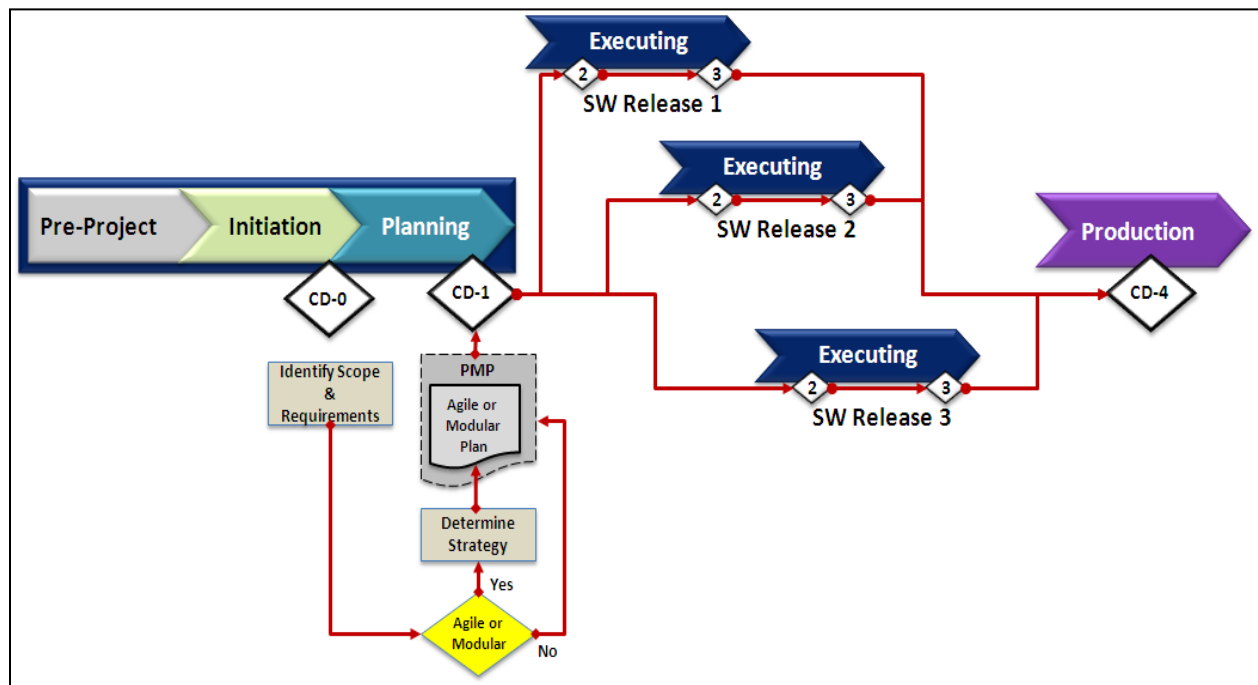 Executing
2
3
SW Release 1
Executing
2
3
SW Release 2
Pre-Project
Initiation
Planning
Production
CD-0
CD-1
CD-4
Executing
2
3
SW Release 3
Identify Scope
&
Requirements
PMP
Agile or
Modular
Plan
Determine
Strategy
Yes
Agile or
Modular
No